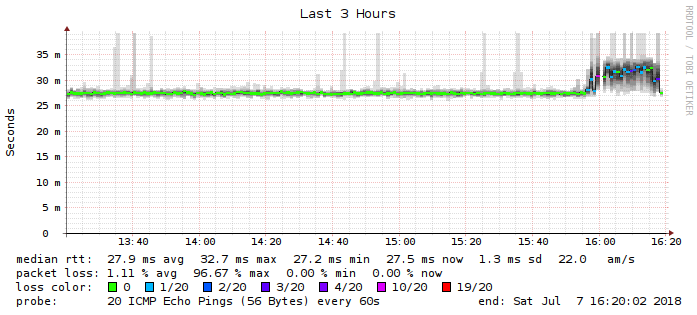 Last 3 Hours
RRDTOOL / TOBI OETIKER
Seconds
35 m
30 m
25 m
20 m
15 m
10 m
5 m
0
13:40 14:00 14:20 14:40 15:00 15:20 15:40 16:00 16:20
median rtt: 27.9 ms avg 32.7 ms max 27.2 ms min 27.5 ms now 1.3 ms sd 22.0 am/s
packet loss: 1.11 % avg 96.67 % max 0.00 % min 0.00 % now
loss color: 0 1/20 2/20 3/20 4/20 10/20 19/20
probe: 20 ICMP Echo Pings (56 Bytes) every 60s end: Sat Jul 7 16:20:02 2018